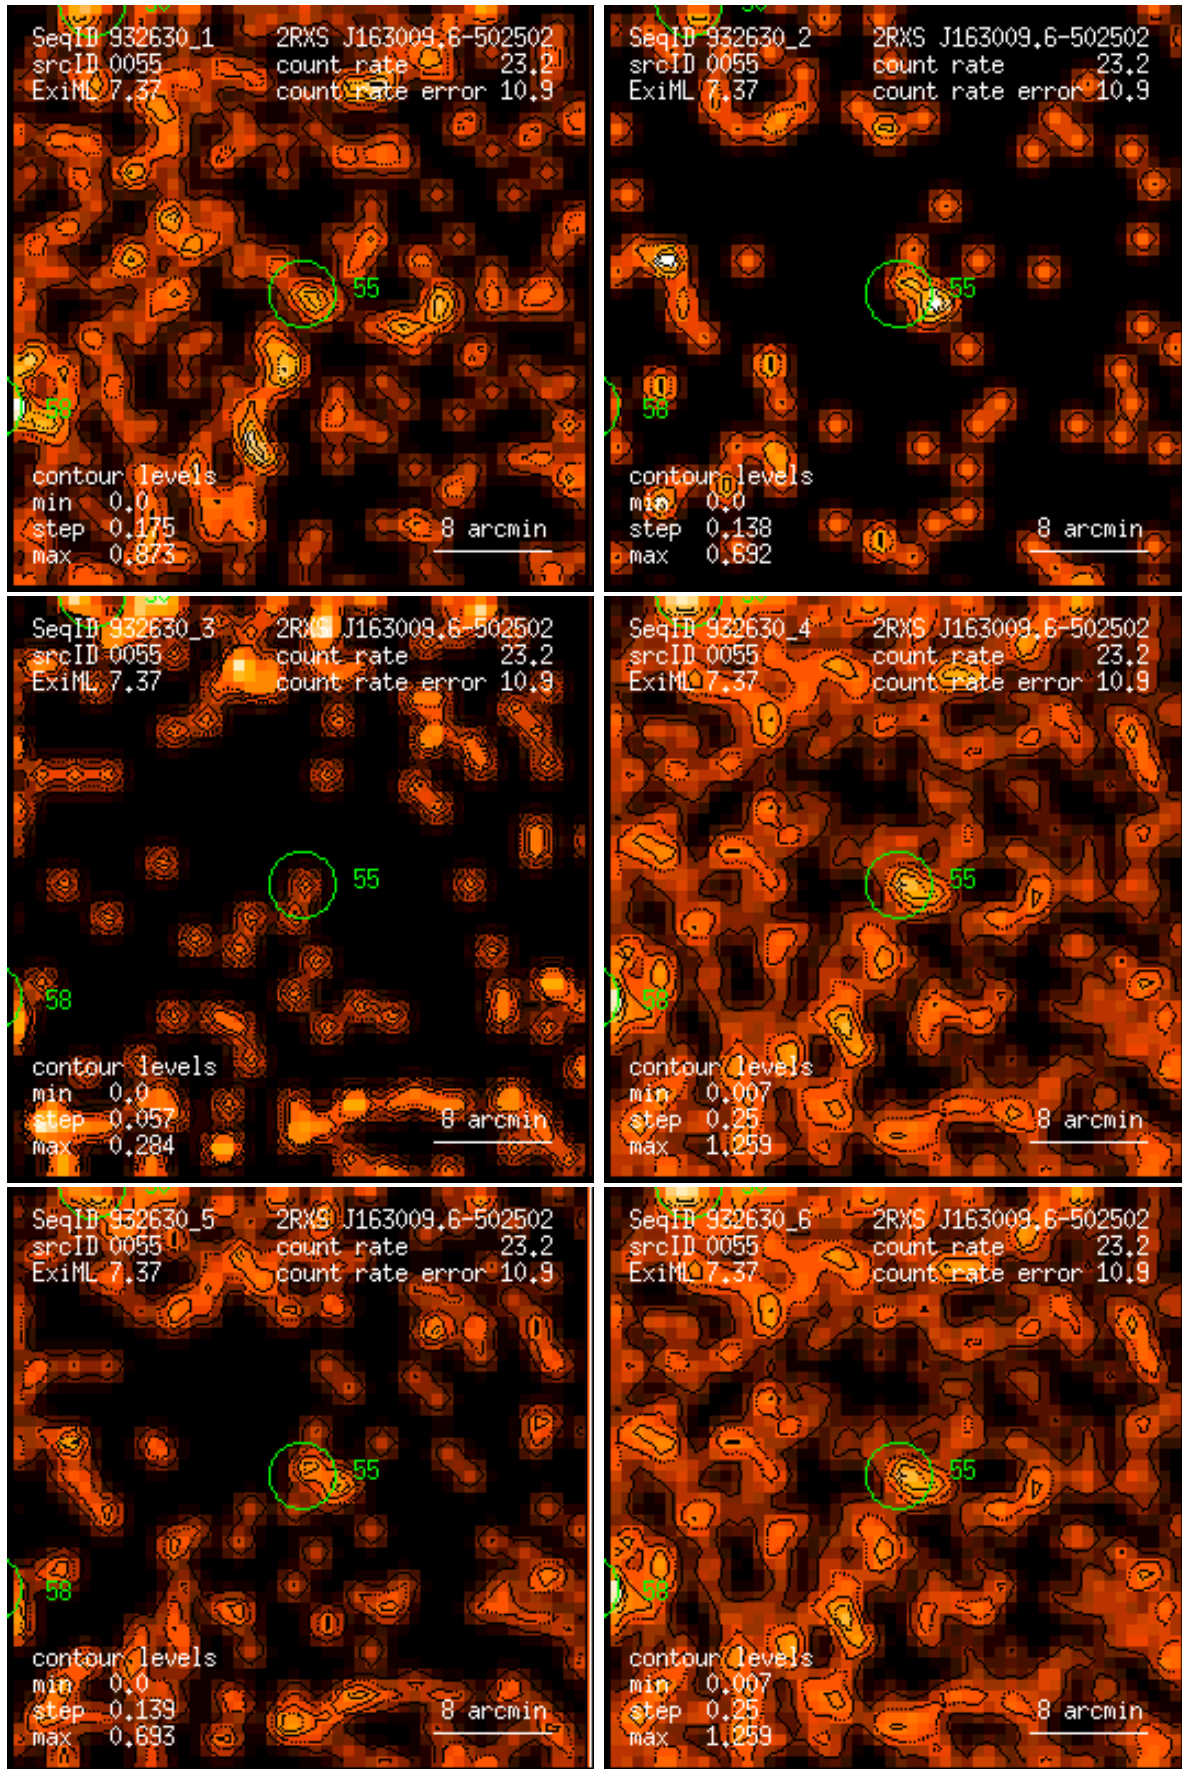 SeqID 932630_1 2RXS J163009.6-502502
srcID 0055 count rate 23.2
ExiML 7.37 count rate error 10.9
55
58
contour levels
min 0.0
step 0.175 8 arcmin
max 0.873
SeqID 932630_2 2RXS J163009.6-502502
srcID 0055 count rate 23.2
ExiML 7.37 count rate error 10.9
55
58
contour levels
min 0.0
step 0.138 8 arcmin
max 0.692
SeqID 932630_3 2RXS J163009.6-502502
srcID 0055 count rate 23.2
ExiML 7.37 count rate error 10.9
55
58
contour levels
min 0.0
step 0.057 8 arcmin
max 0.284
SeqID 932630_4 2RXS J163009.6-502502
srcID 0055 count rate 23.2
ExiML 7.37 count rate error 10.9
55
58
contour levels
min 0.007
step 0.25 8 arcmin
max 1.259
SeqID 932630_5 2RXS J163009.6-502502
srcID 0055 count rate 23.2
ExiML 7.37 count rate error 10.9
55
58
contour levels
min 0.0
step 0.139 8 arcmin
max 0.693
SeqID 932630_6 2RXS J163009.6-502502
srcID 0055 count rate 23.2
ExiML 7.37 count rate error 10.9
55
58
contour levels
min 0.007
step 0.25 8 arcmin
max 1.259